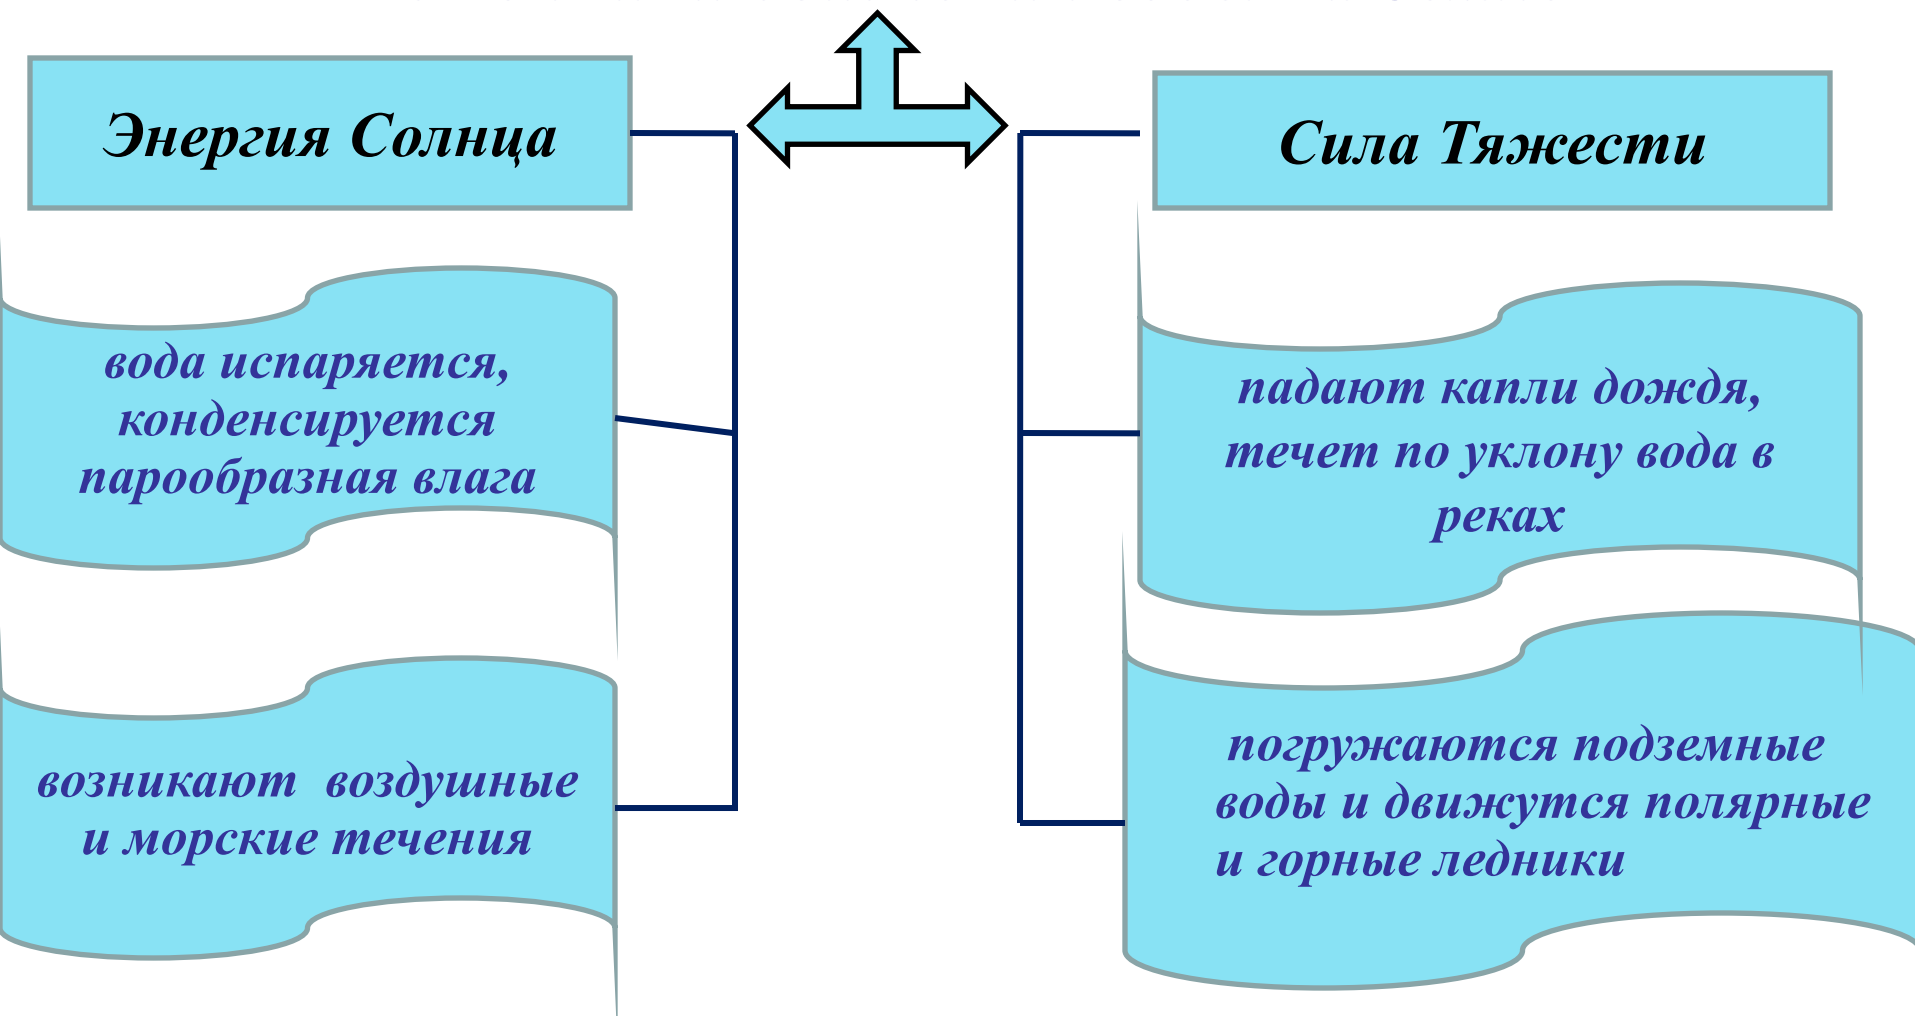 Энергия Солнца
Сила Тяжести
вода испаряется,
конденсируется
парообразная влага
падают капли дождя,
течет по уклону вода в
реках
возникают воздушные
и морские течения
погружаются подземные
воды и движутся полярные
и горные ледники